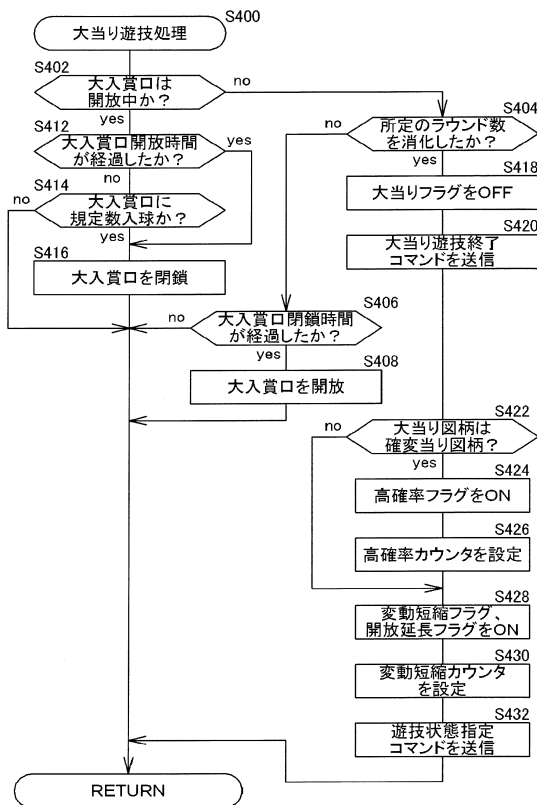 S400
大当り遊技処理
S402
大入賞口は
開放中か？
no
yes
S412
大入賞口開放時間
が経過したか？
yes
no
S414
大入賞口に
規定数入球か？
no
yes
S416
大入賞口を閉鎖
S404
所定のラウンド数
を消化したか？
no
yes
S418
大当りフラグをOFF
S420
大当り遊技終了
コマンドを送信
S406
大入賞口閉鎖時間
が経過したか？
no
yes
S408
大入賞口を開放
S422
大当り図柄は
確変当り図柄？
no
yes
S424
高確率フラグをON
S426
高確率カウンタを設定
S428
変動短縮フラグ、
開放延長フラグをON
S430
変動短縮カウンタ
を設定
S432
遊技状態指定
コマンドを送信
RETURN